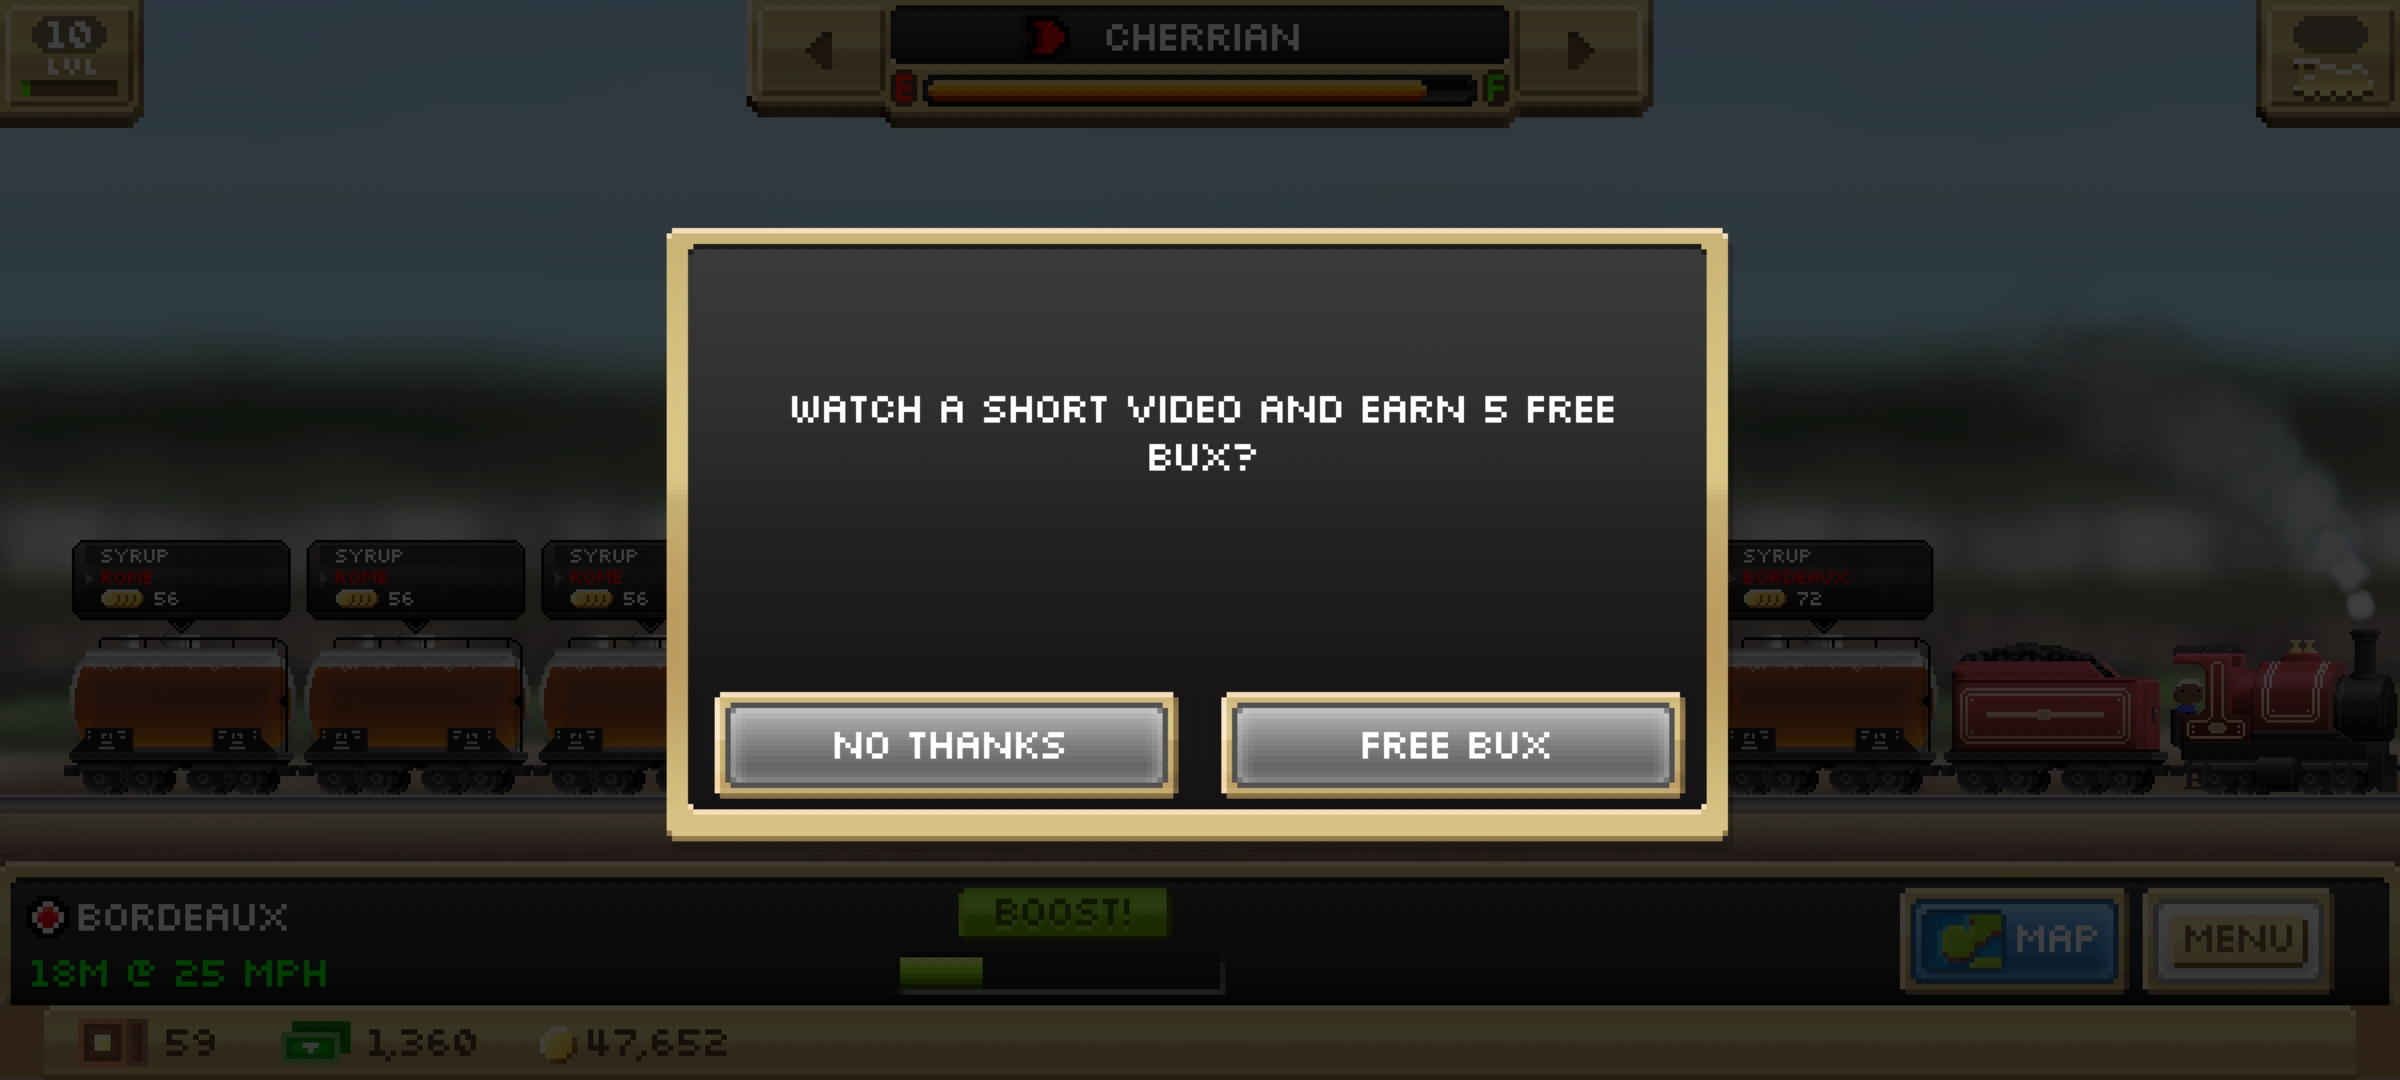 10
LVL
CHERRIAN
E
F
WATCH A SHORT VIDEO AND EARN 5 FREE
BUX?
NO THANKS
FREE BUX
SYRUP
ROME
56
SYRUP
ROME
56
SYRUP
ROME
56
SYRUP
BORDEAUX
72
BORDEAUX
18M @ 25 MPH
BOOST!
MAP
MENU
59
1,360
47,652